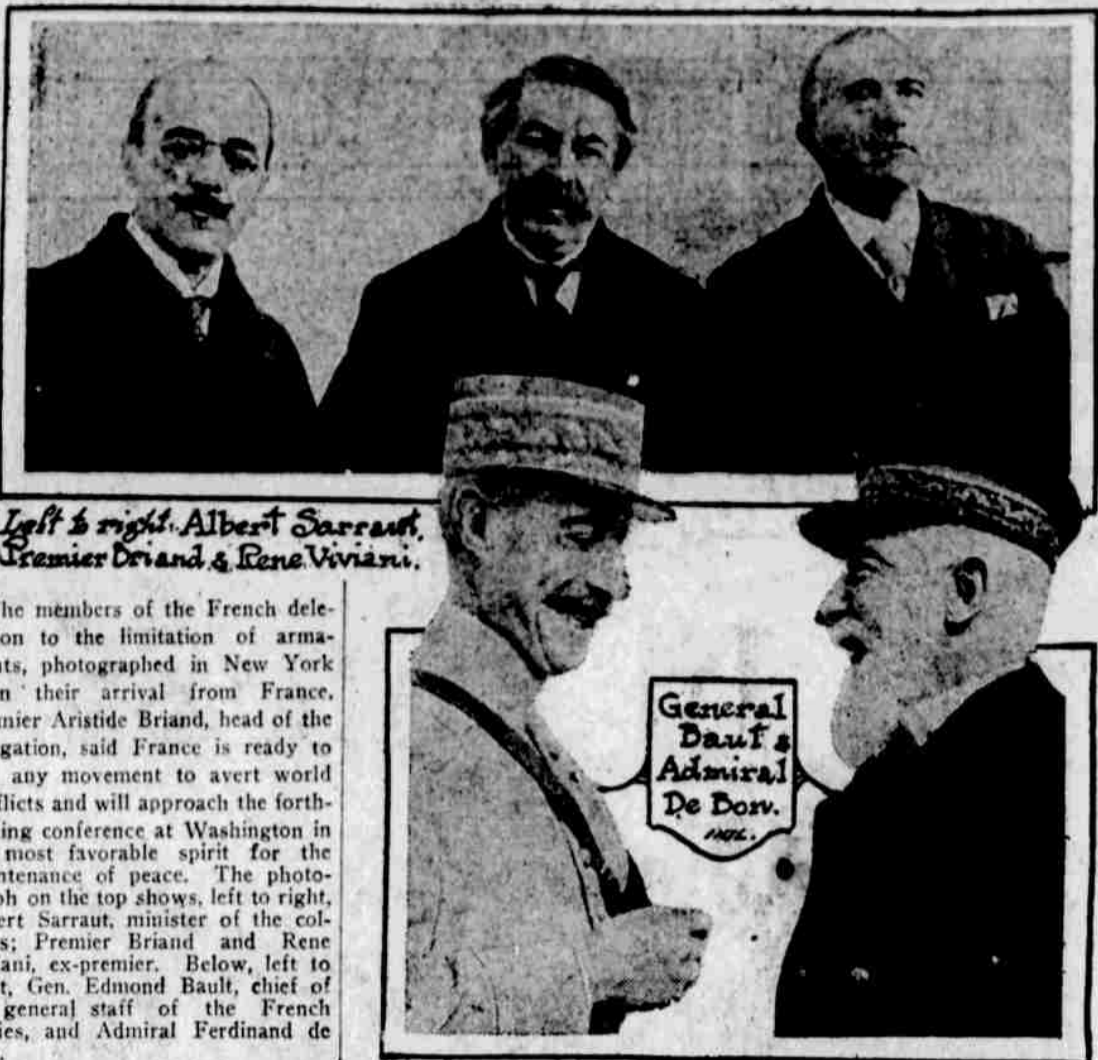 Left to right: Albert Sarraut,
Premier Briand & Rene Viviani.
he members of the French dele-
on to the limitation of arma-
nts, photographed in New York
n their arrival from France,
mier Aristide Briand, head of the
gation, said France is ready to
any movement to avert world
flicts and will approach the forth-
ing conference at Washington in
most favorable spirit for the
ntenance of peace. The photo-
ph on the top shows, left to right,
ert Sarraut, minister of the col-
s; Premier Briand and Rene
ani, ex-premier. Below, left to
t, Gen. Edmond Bault, chief of
general staff of the French
ies, and Admiral Ferdinand de
General
Bault &
Admiral
De Bon.